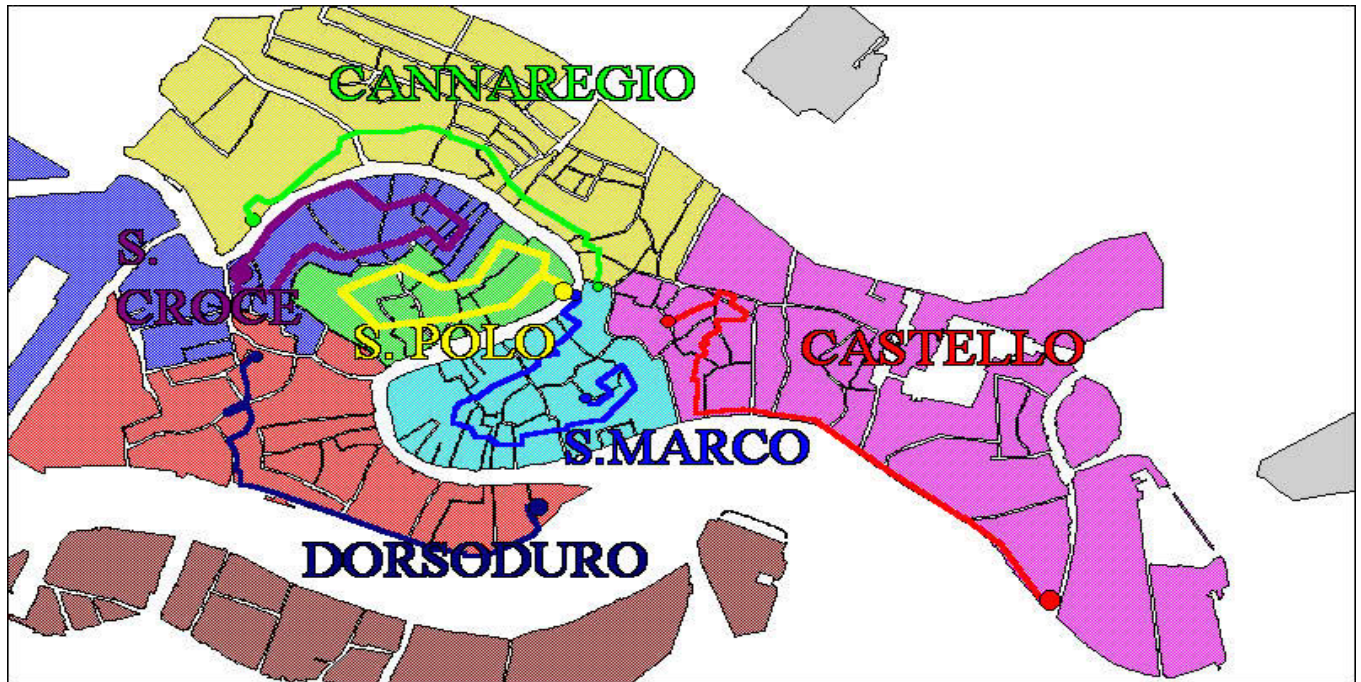 CANNAREGIO
S.
CROCE
S. POLO
CASTELLO
S.MARCO
DORSODURO